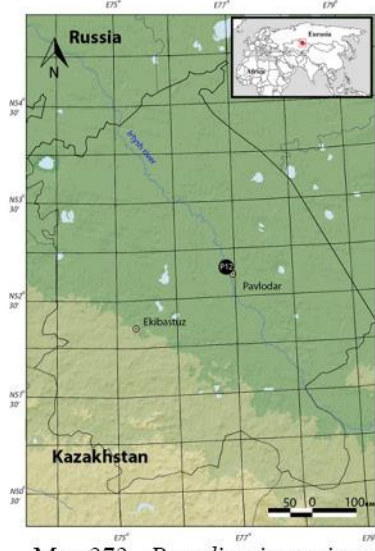 E75° E77° E79°
Russia
Eurasia
Africa
N
N54
30'
Irtysh river
N53
30'
P12
Pavlodar
N52
30'
Ekibastuz
N51
30'
Kazakhstan
N50
30'
50 0 100km
E75° E77° E79